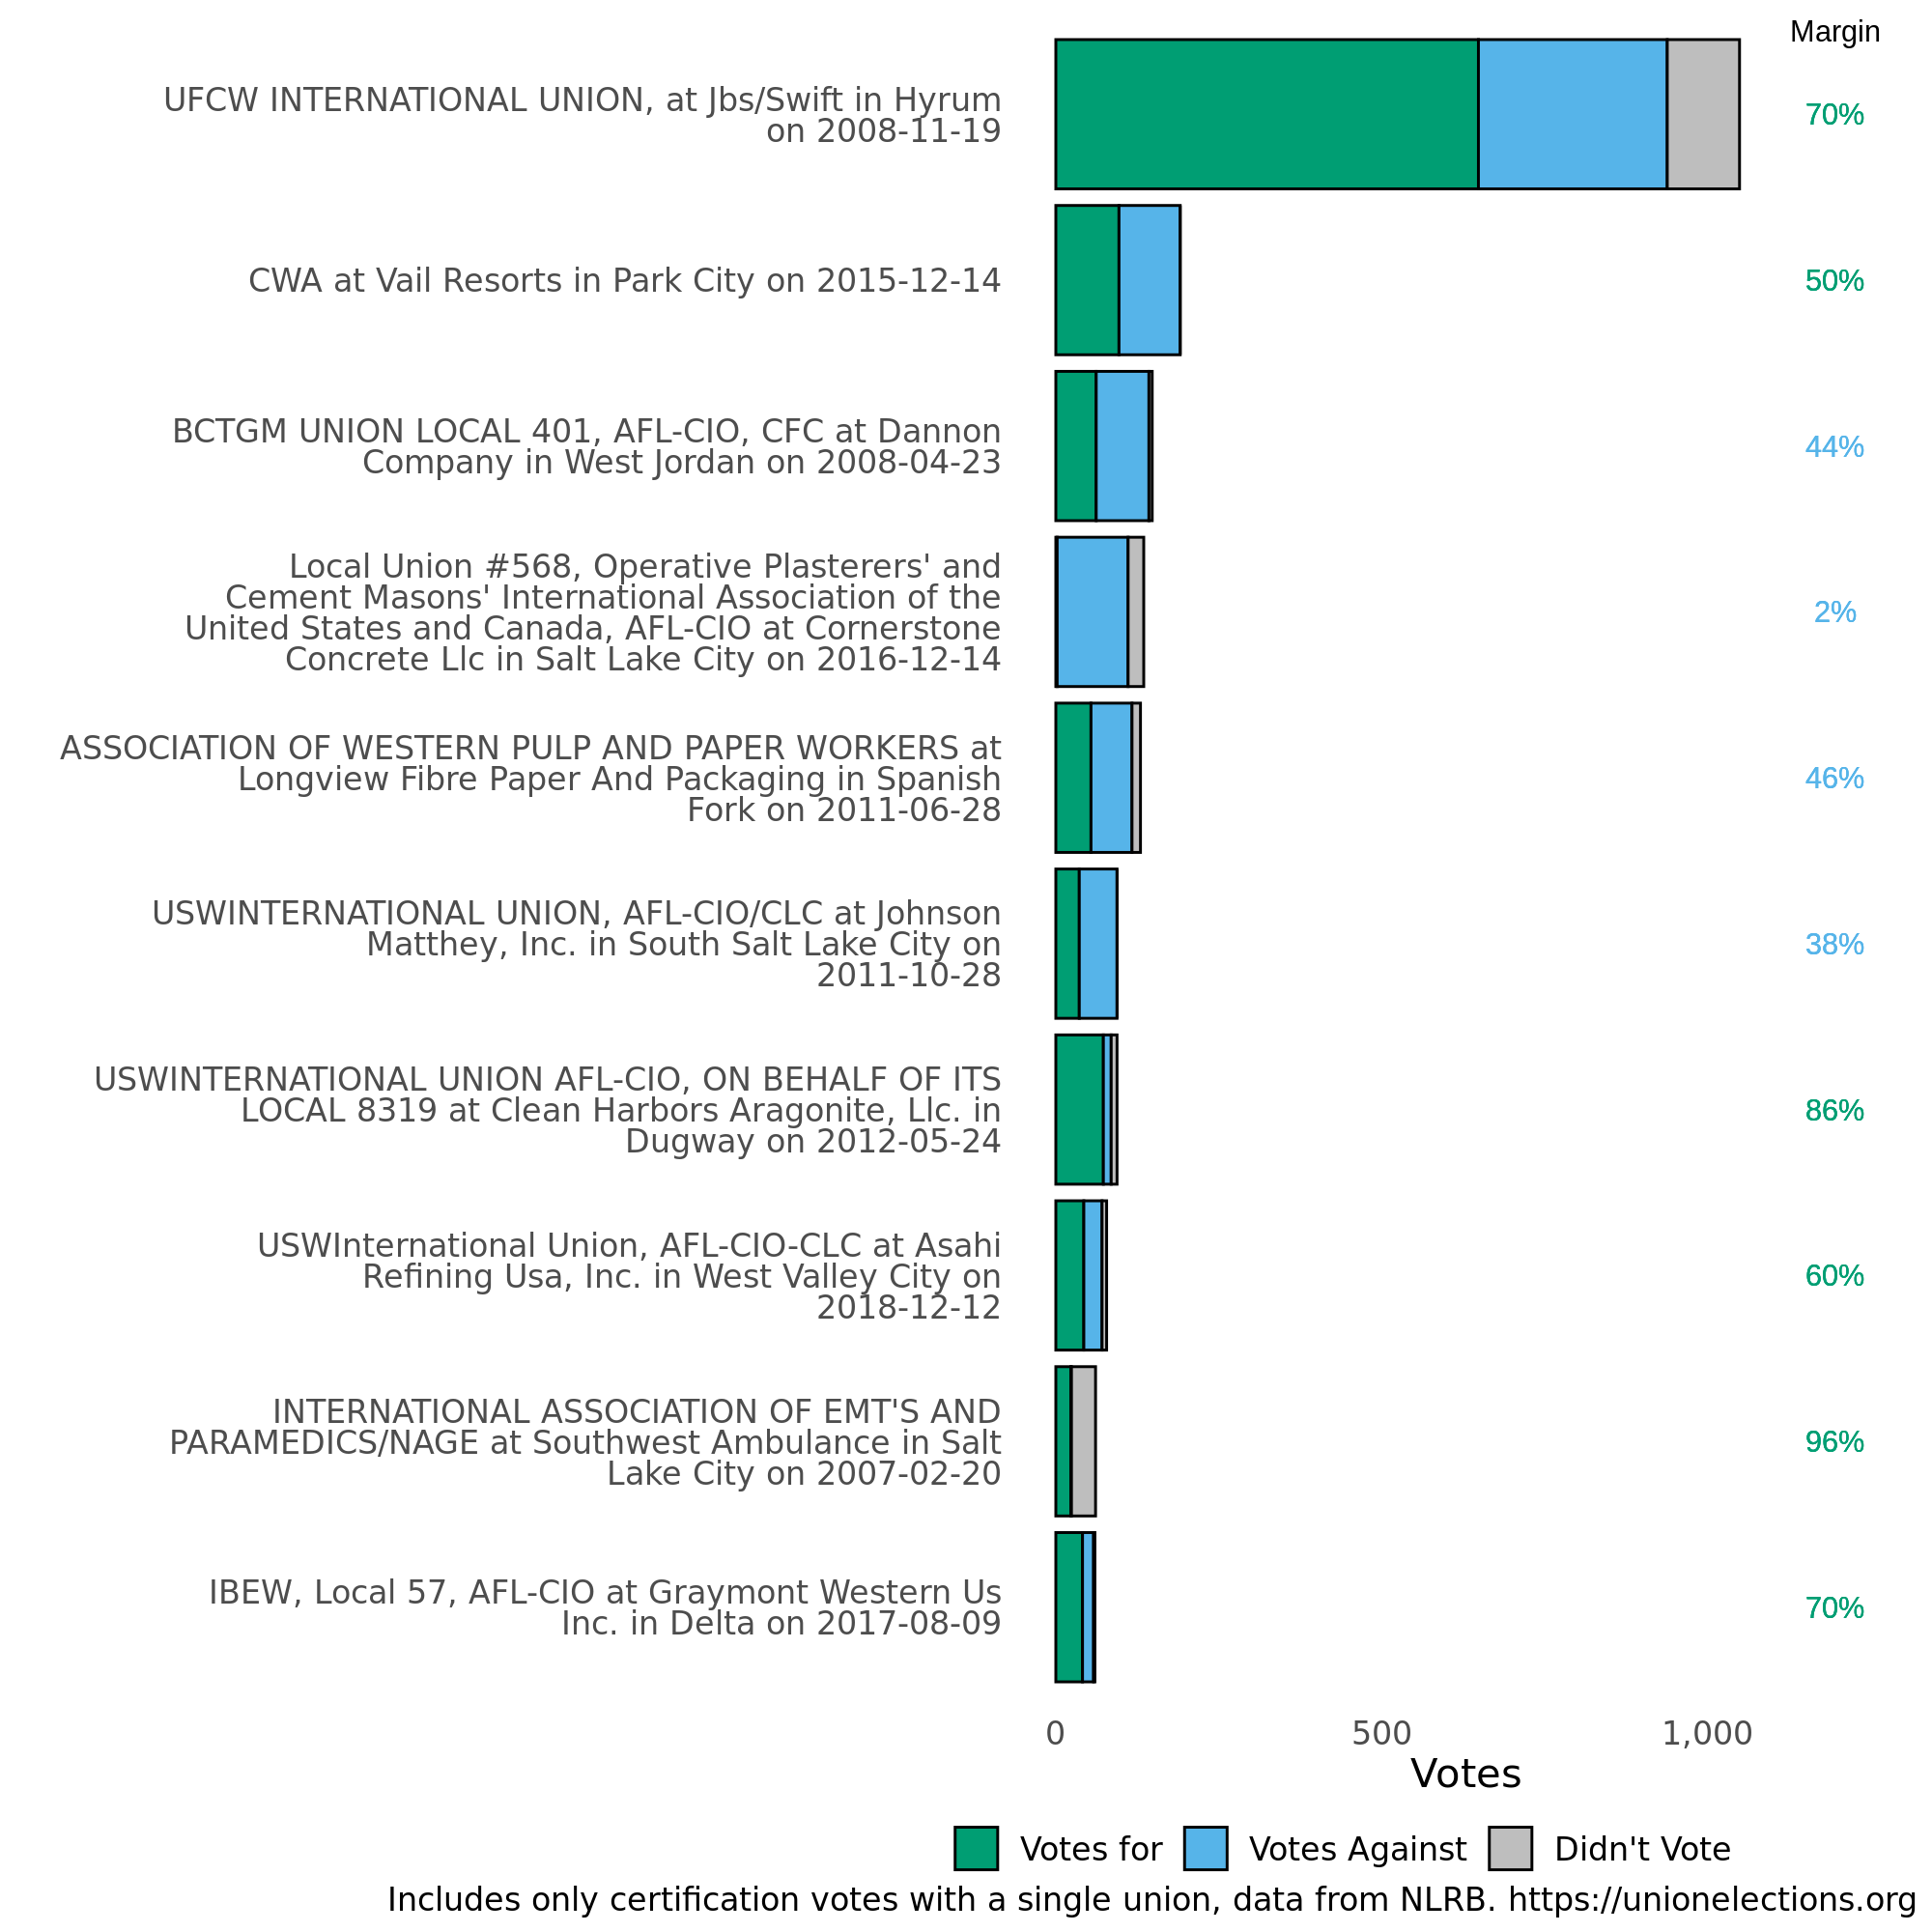 Margin
UFCW INTERNATIONAL UNION, at Jbs/Swift in Hyrum
on 2008-11-19
70%
CWA at Vail Resorts in Park City on 2015-12-14
50%
BCTGM UNION LOCAL 401, AFL-CIO, CFC at Dannon
Company in West Jordan on 2008-04-23
44%
Local Union #568, Operative Plasterers' and
Cement Masons' International Association of the
United States and Canada, AFL-CIO at Cornerstone
Concrete Llc in Salt Lake City on 2016-12-14
2%
ASSOCIATION OF WESTERN PULP AND PAPER WORKERS at
Longview Fibre Paper And Packaging in Spanish
Fork on 2011-06-28
46%
USWINTERNATIONAL UNION, AFL-CIO/CLC at Johnson
Matthey, Inc. in South Salt Lake City on
2011-10-28
38%
USWINTERNATIONAL UNION AFL-CIO, ON BEHALF OF ITS
LOCAL 8319 at Clean Harbors Aragonite, Llc. in
Dugway on 2012-05-24
86%
USWInternational Union, AFL-CIO-CLC at Asahi
Refining Usa, Inc. in West Valley City on
2018-12-12
60%
INTERNATIONAL ASSOCIATION OF EMT'S AND
PARAMEDICS/NAGE at Southwest Ambulance in Salt
Lake City on 2007-02-20
96%
IBEW, Local 57, AFL-CIO at Graymont Western Us
Inc. in Delta on 2017-08-09
70%
0 500 1,000
Votes
Votes for Votes Against Didn't Vote
Includes only certification votes with a single union, data from NLRB. https://unionelections.org